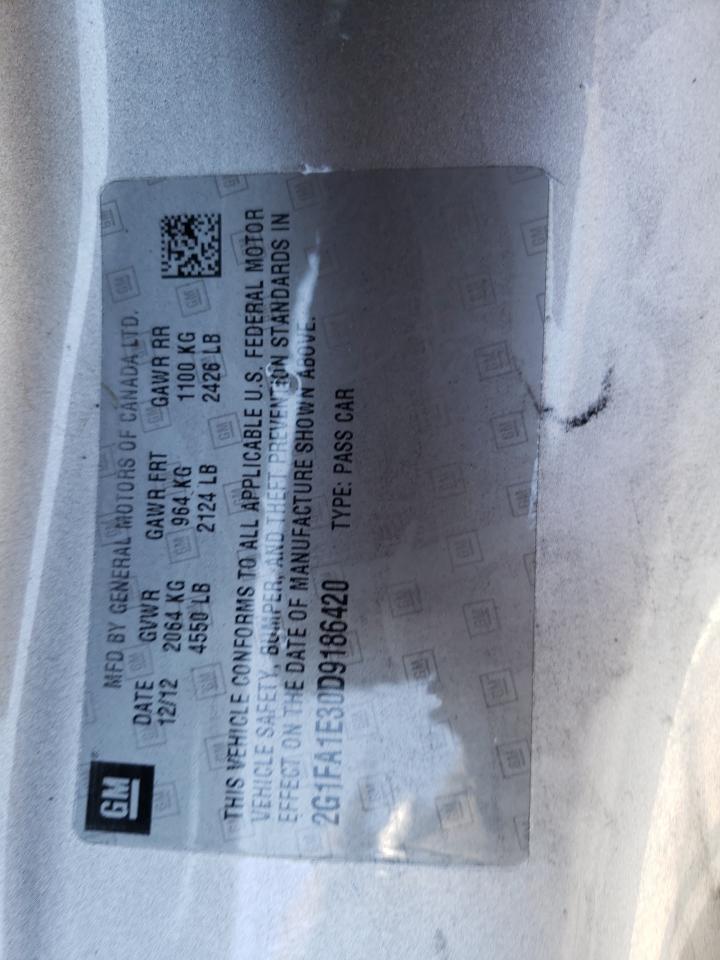 GM
MFD BY GENERAL MOTORS OF CANADA LTD.
DATE GVWR GAWR FRT GAWR RR
12/12 2064 KG 964 KG 1100 KG
4550 LB 2124 LB 2426 LB
THIS VEHICLE CONFORMS TO ALL APPLICABLE U.S. FEDERAL MOTOR
VEHICLE SAFETY, BUMPER, AND THEFT PREVENTION STANDARDS IN
EFFECT ON THE DATE OF MANUFACTURE SHOWN ABOVE.
2G1FA1E30D9186420 TYPE: PASS CAR